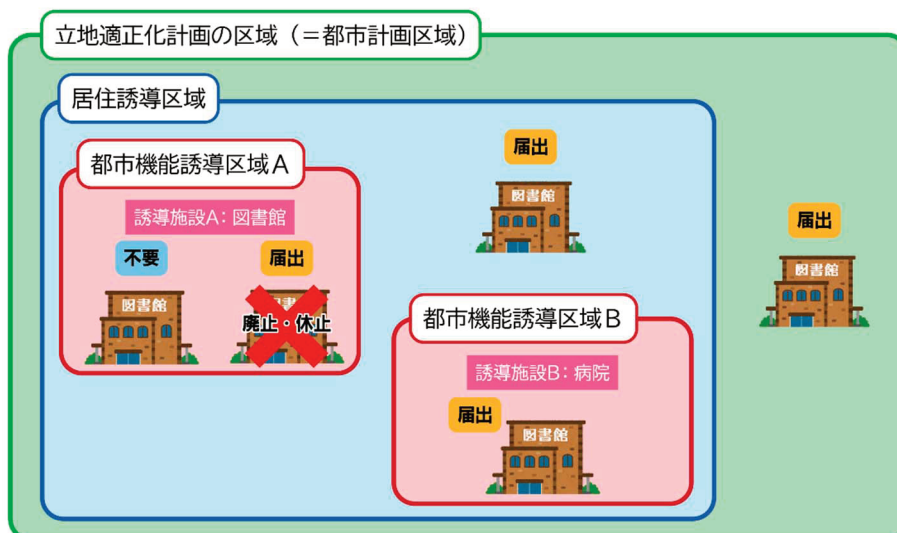 立地適正化計画の区域（＝都市計画区域）
居住誘導区域
都市機能誘導区域A
誘導施設A：図書館
不要
図書館
届出
図書館
廃止・休止
届出
図書館
届出
図書館
都市機能誘導区域B
誘導施設B：病院
届出
図書館